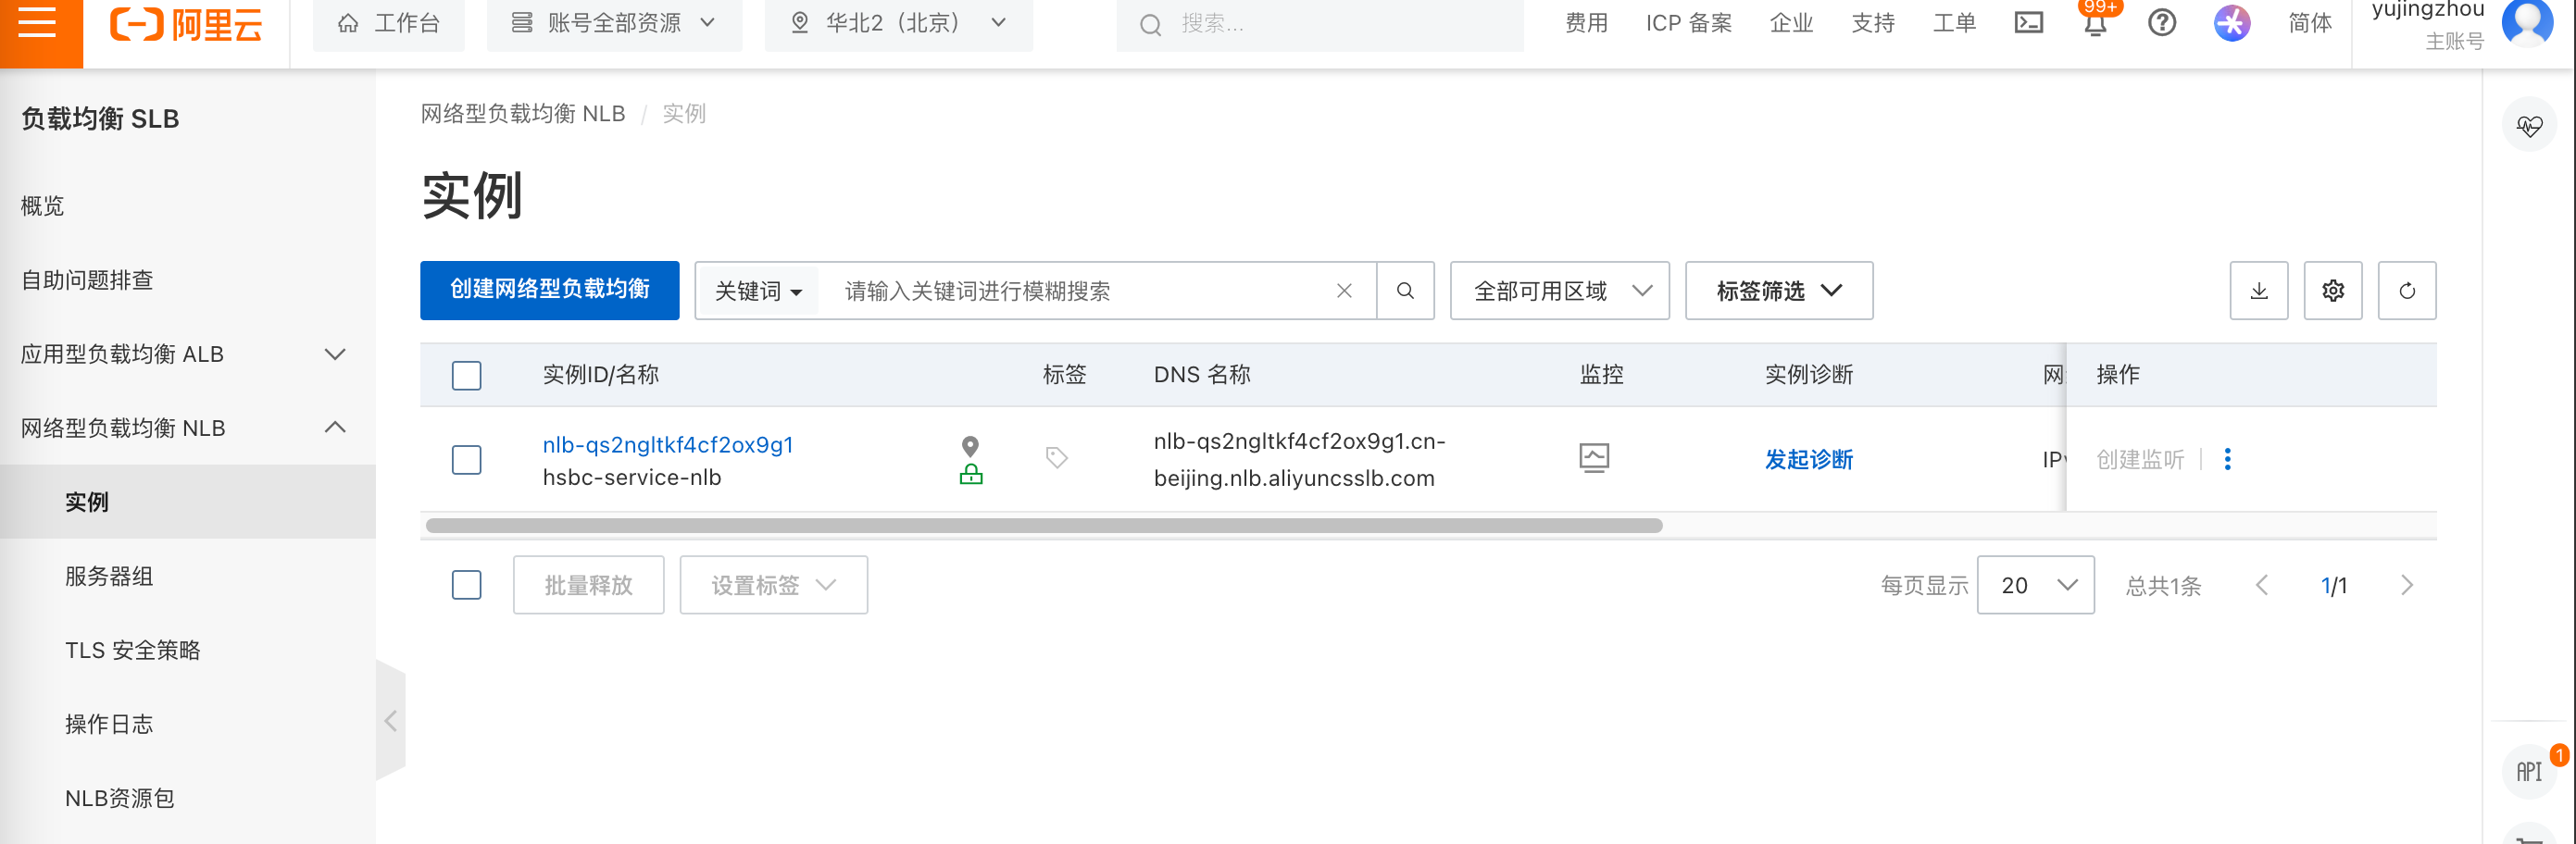 阿里云
工作台
账号全部资源
华北2（北京）
搜索...
费用
ICP 备案
企业
支持
工单
99+
简体
yujingzhou
主账号
负载均衡 SLB
概览
自助问题排查
应用型负载均衡 ALB
网络型负载均衡 NLB
实例
服务器组
TLS 安全策略
操作日志
NLB资源包
网络型负载均衡 NLB / 实例
实例
创建网络型负载均衡
关键词
请输入关键词进行模糊搜索
全部可用区域
标签筛选
实例ID/名称
标签
DNS 名称
监控
实例诊断
操作
nlb-qs2ngltkf4cf2ox9g1
hsbc-service-nlb
nlb-qs2ngltkf4cf2ox9g1.cn-
beijing.nlb.aliyuncsslb.com
发起诊断
创建监听
批量释放
设置标签
每页显示
20
总共1条
1/1
API
1